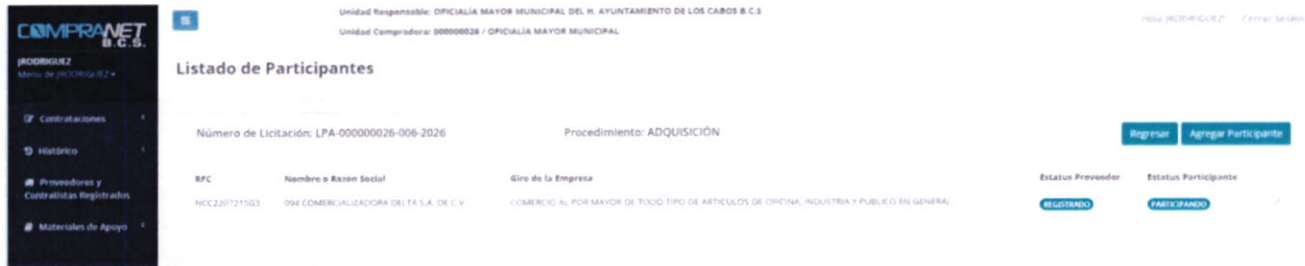 COMPRANET
B.C.S.
JRODRIGUEZ
Menu de JRODRIGUEZ
Contrataciones
Histórico
Proveedores y
Contratistas Registrados
Materiales de Apoyo
Unidad Responsable: OFICIALÍA MAYOR MUNICIPAL DEL H. AYUNTAMIENTO DE LOS CABOS B.C.S
Unidad Compradora: 000000026 / OFICIALÍA MAYOR MUNICIPAL
Hola JRODRIGUEZ! Cerrar Sesión
Listado de Participantes
Número de Licitación: LPA-000000026-006-2026 Procedimiento: ADQUISICIÓN Regresar Agregar Participante
RFC Nombre o Razon Social Giro de la Empresa Estatus Proveedor Estatus Participante
NCC2207215G3 094 COMERCIALIZADORA DELTA S.A. DE C.V. COMERCIO AL POR MAYOR DE TODO TIPO DE ARTICULOS DE OFICINA, INDUSTRIA Y PUBLICO EN GENERAL REGISTRADO PARTICIPANDO